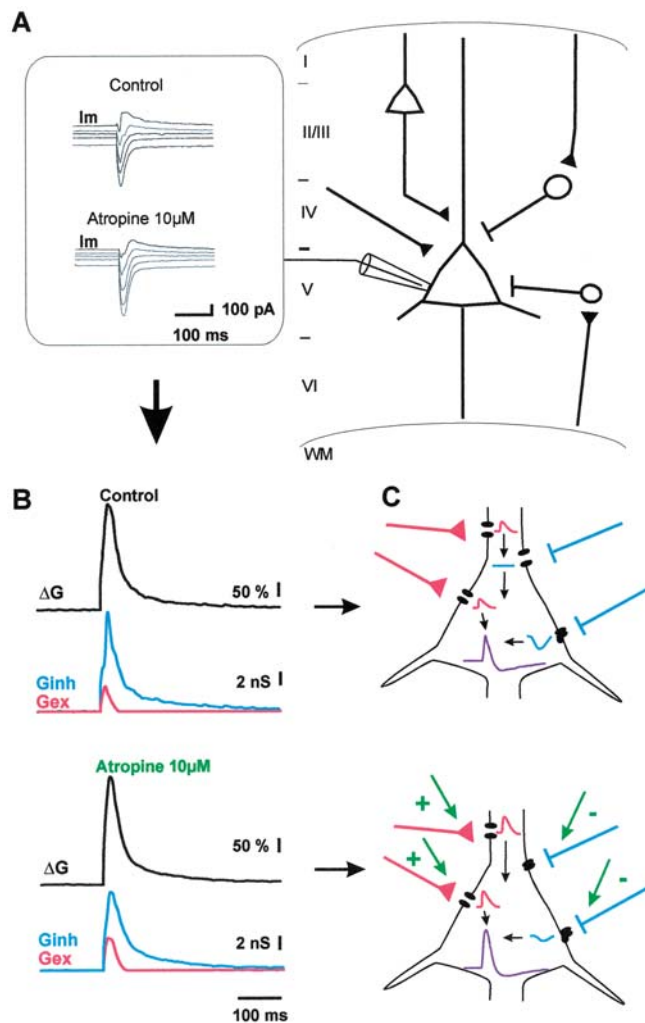 A
Control
Im
Atropine 10µM
Im
100 pA
100 ms
I
II/III
IV
V
VI
WM
B
Control
ΔG
50 %
Ginh
Gex
2 nS
Atropine 10µM
ΔG
50 %
Ginh
Gex
2 nS
100 ms
C
+
+
-
-